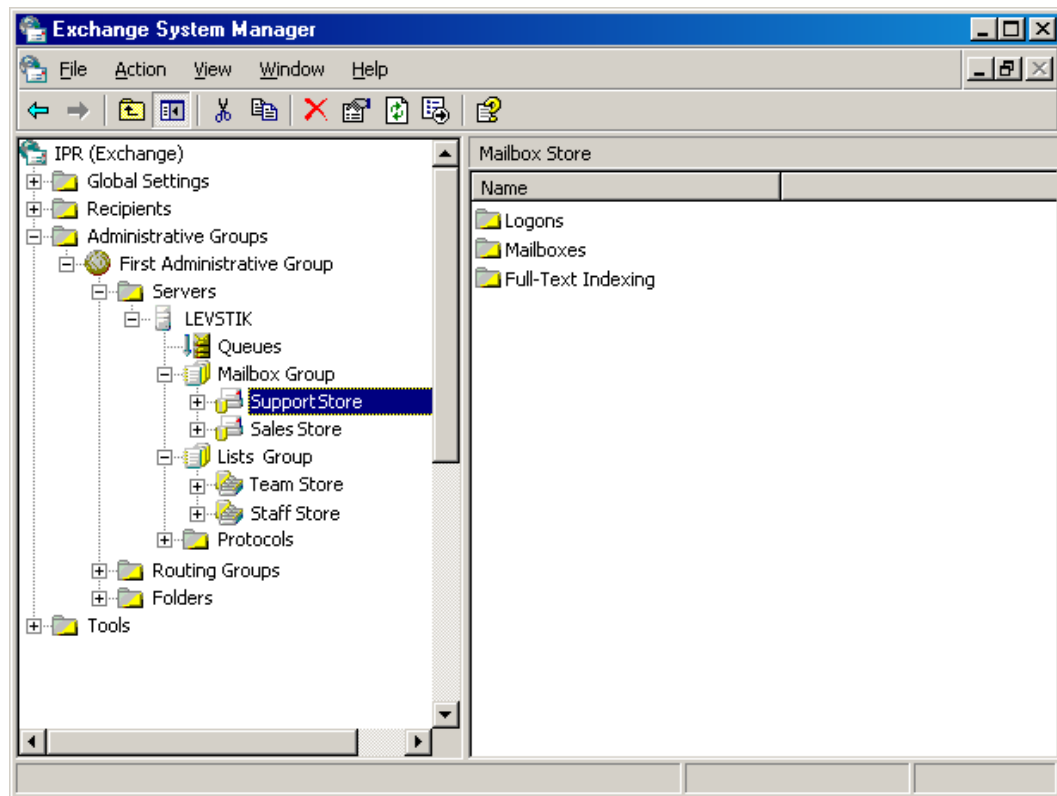 Exchange System Manager
File Action View Window Help
IPR (Exchange)
Global Settings
Recipients
Administrative Groups
First Administrative Group
Servers
LEVSTIK
Queues
Mailbox Group
Support Store
Sales Store
Lists Group
Team Store
Staff Store
Protocols
Routing Groups
Folders
Tools
Mailbox Store
Name
Logons
Mailboxes
Full-Text Indexing